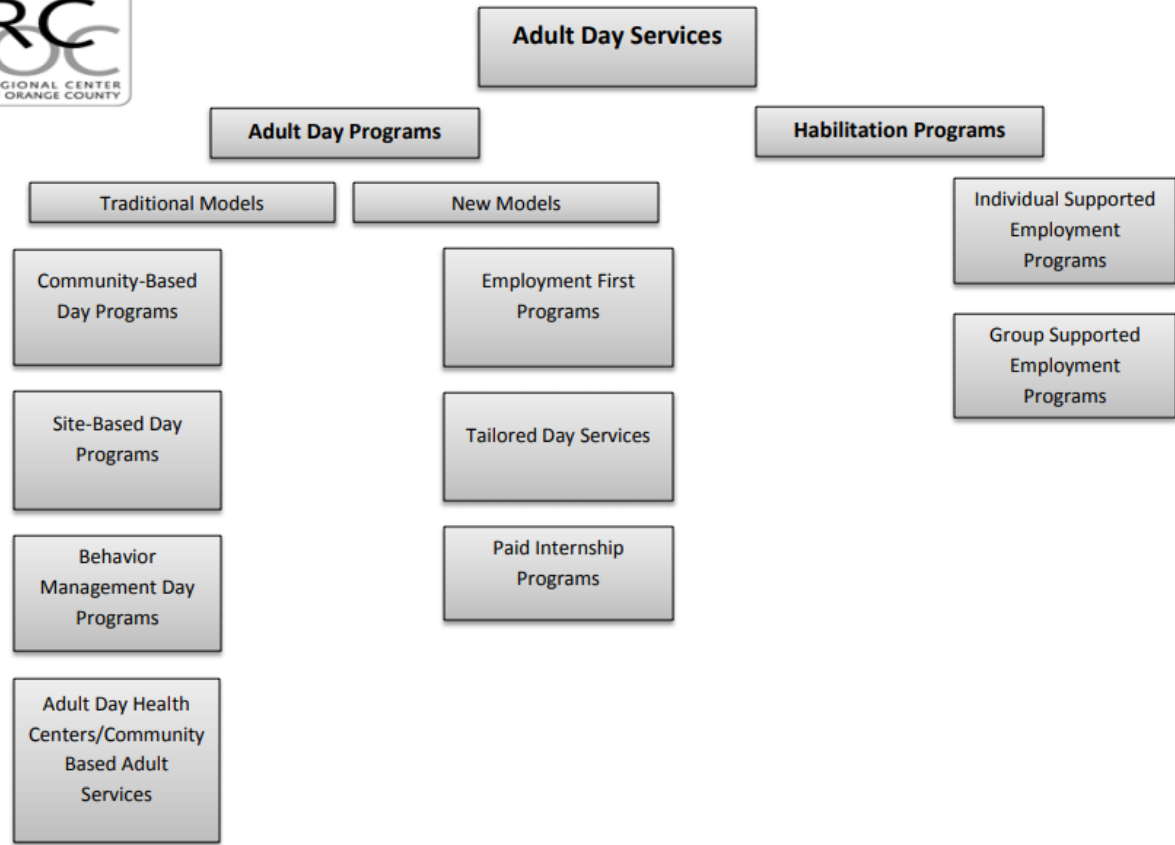 RC
OC
GIONAL CENTER
ORANGE COUNTY
Adult Day Services
Adult Day Programs
Habilitation Programs
Traditional Models
New Models
Community-Based
Day Programs
Site-Based Day
Programs
Behavior
Management Day
Programs
Adult Day Health
Centers/Community
Based Adult
Services
Employment First
Programs
Tailored Day Services
Paid Internship
Programs
Individual Supported
Employment
Programs
Group Supported
Employment
Programs